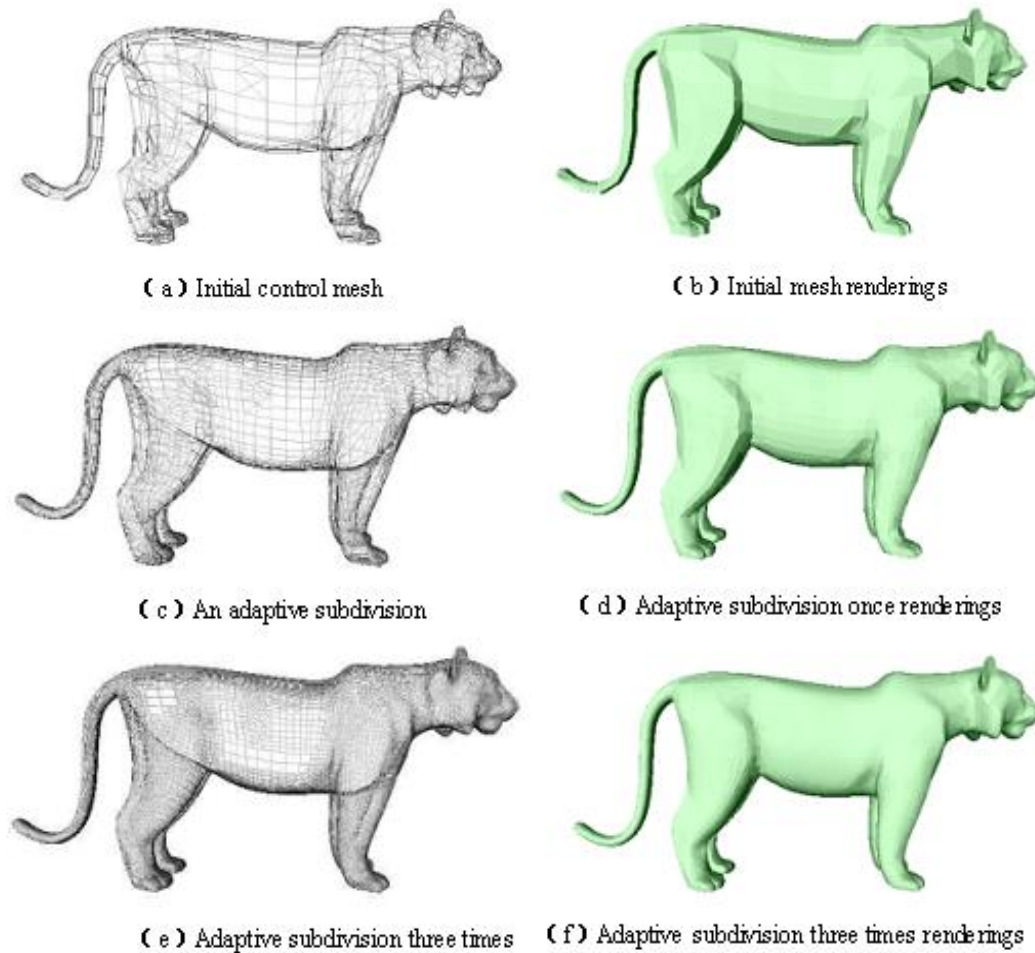 ( a ) Initial control mesh
( b ) Initial mesh renderings
( c ) An adaptive subdivision
( d ) Adaptive subdivision once renderings
( e ) Adaptive subdivision three times
( f ) Adaptive subdivision three times renderings